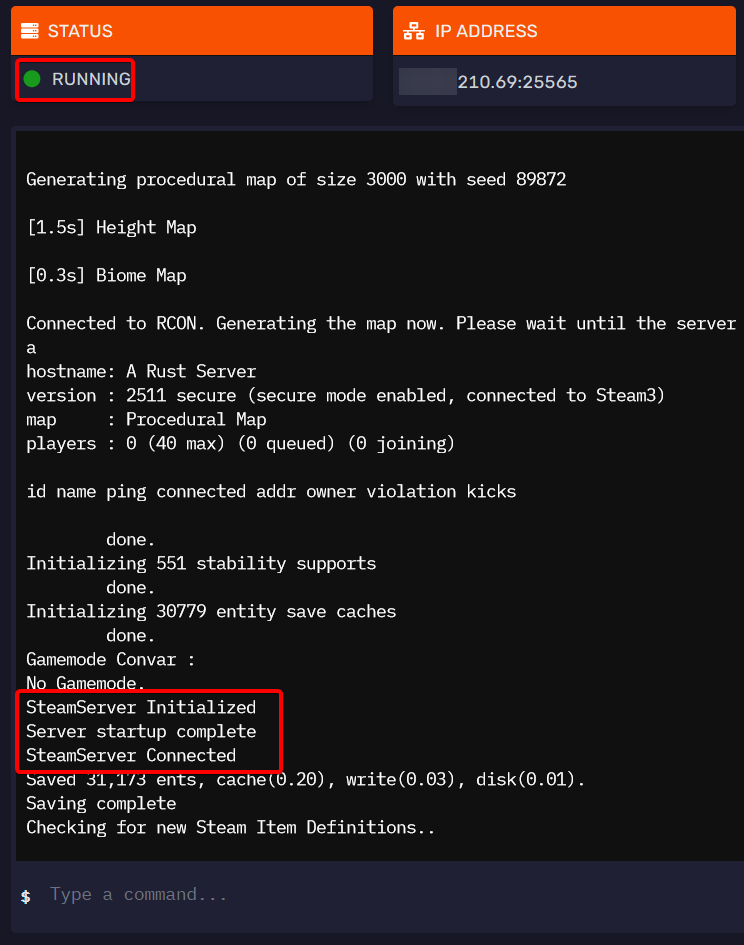 STATUS
IP ADDRESS
RUNNING
210.69:25565
Generating procedural map of size 3000 with seed 89872
[1.5s] Height Map
[0.3s] Biome Map
Connected to RCON. Generating the map now. Please wait until the server
a
hostname: A Rust Server
version : 2511 secure (secure mode enabled, connected to Steam3)
map     : Procedural Map
players : 0 (40 max) (0 queued) (0 joining)
id name ping connected addr owner violation kicks
done.
Initializing 551 stability supports
done.
Initializing 30779 entity save caches
done.
Gamemode Convar :
No Gamemode.
SteamServer Initialized
Server startup complete
SteamServer Connected
Saved 31,173 ents, cache(0.20), write(0.03), disk(0.01).
Saving complete
Checking for new Steam Item Definitions..
$ Type a command...